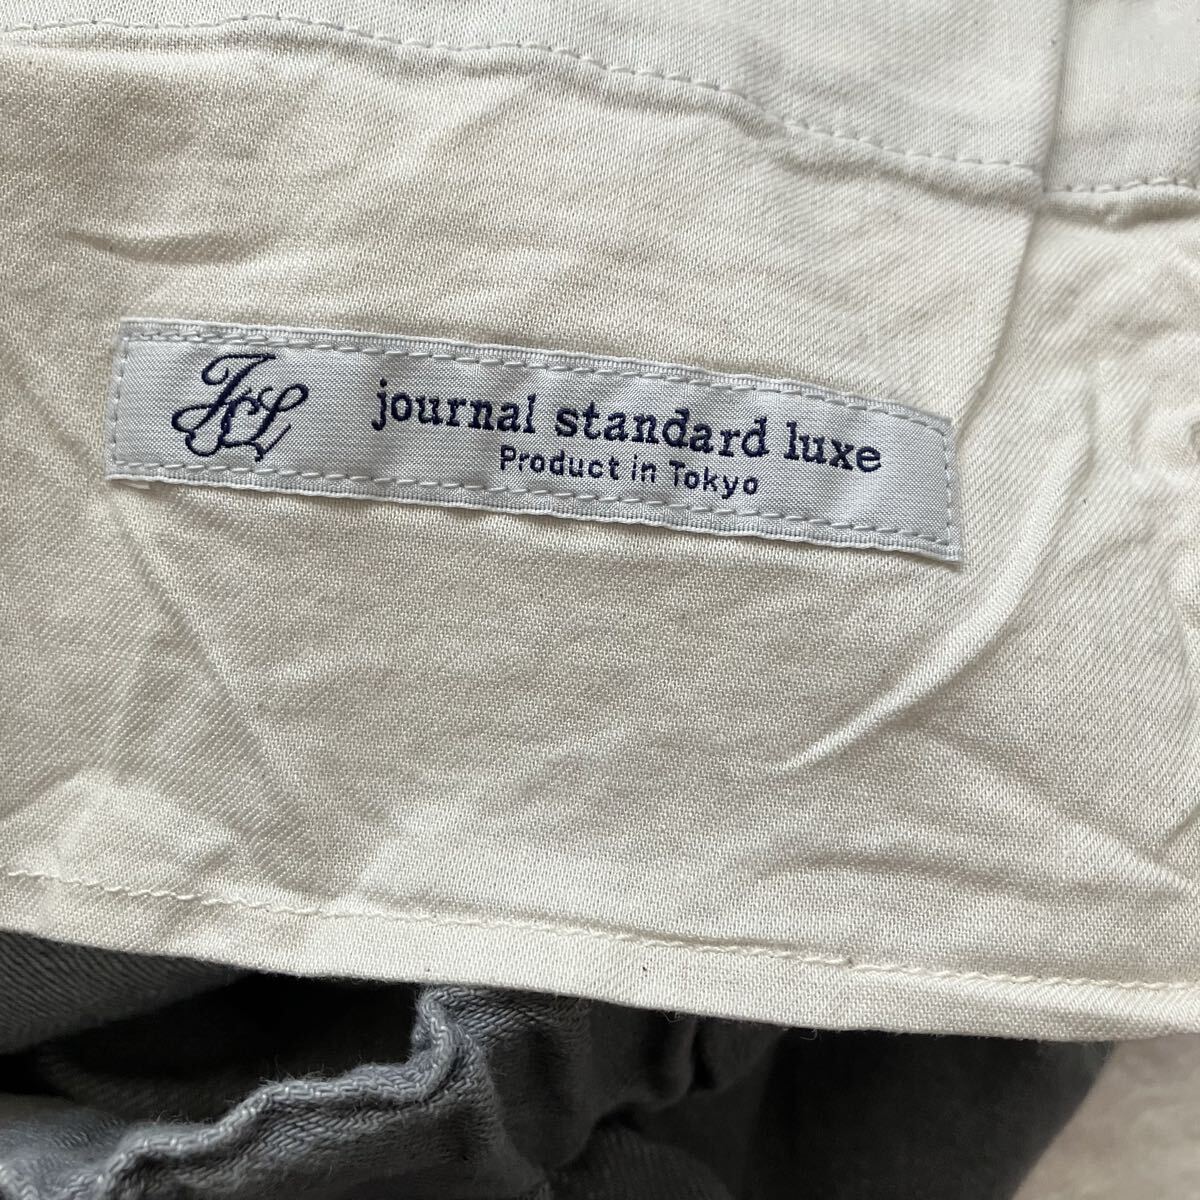 JSL
journal standard luxe
Product in Tokyo